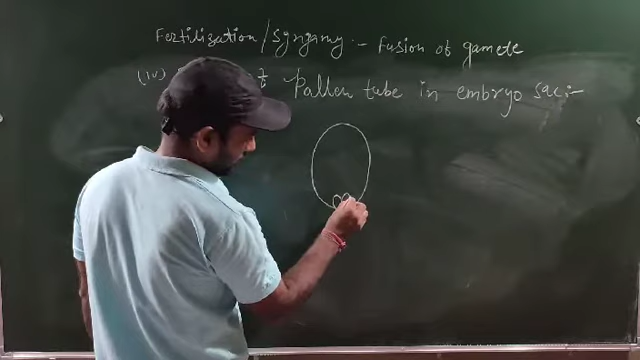 Fertilization/Syngamy - Fusion of gamete
(iv) Pollen tube in embryo sac:-